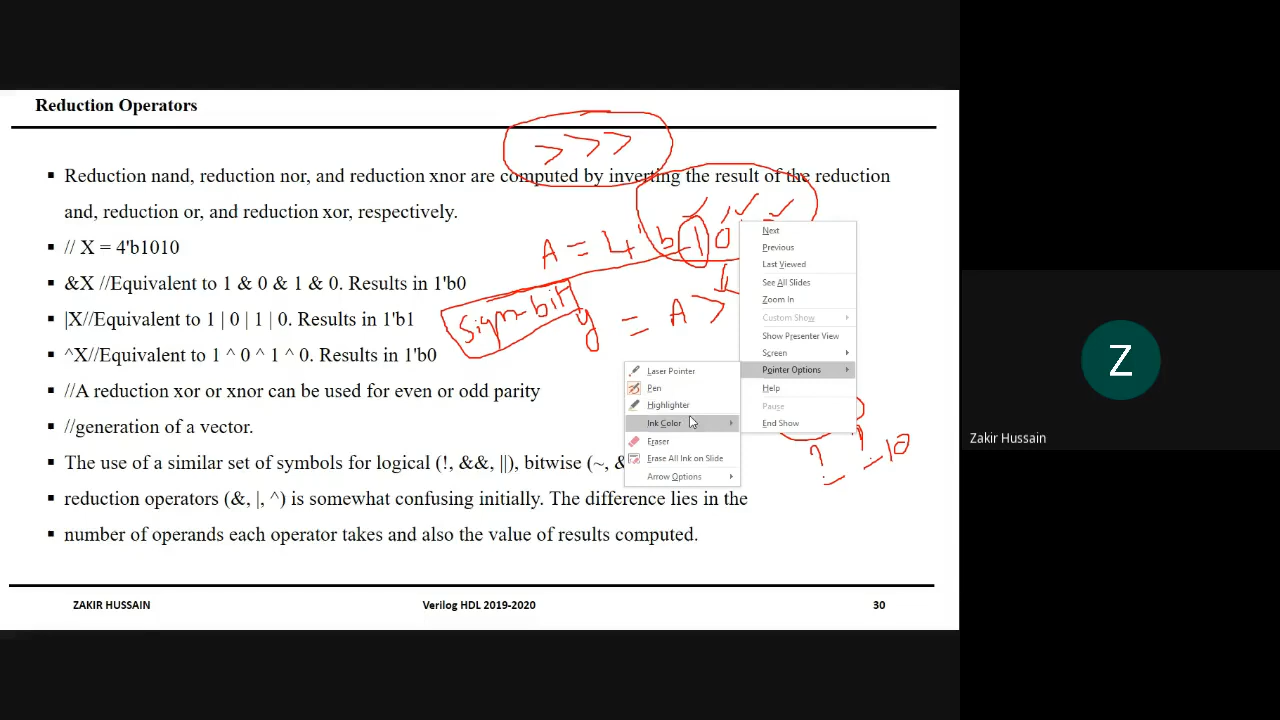 Reduction Operators
>>>
▪ Reduction nand, reduction nor, and reduction xnor are computed by inverting the result of the reduction
and, reduction or, and reduction xor, respectively.
▪ // X = 4'b1010
A = 4'b 10
▪ &X //Equivalent to 1 & 0 & 1 & 0. Results in 1'b0
Sign-bit
y = A >
▪ |X//Equivalent to 1 | 0 | 1 | 0. Results in 1'b1
▪ ^X//Equivalent to 1 ^ 0 ^ 1 ^ 0. Results in 1'b0
▪ //A reduction xor or xnor can be used for even or odd parity
▪ //generation of a vector.
▪ The use of a similar set of symbols for logical (!, &&, ||), bitwise (~, &
? ? 10
▪ reduction operators (&, |, ^) is somewhat confusing initially. The difference lies in the
▪ number of operands each operator takes and also the value of results computed.
Next
Previous
Last Viewed
See All Slides
Zoom In
Custom Show
Show Presenter View
Screen
Pointer Options
Help
Pause
End Show
Laser Pointer
Pen
Highlighter
Ink Color
Eraser
Erase All Ink on Slide
Arrow Options
ZAKIR HUSSAIN Verilog HDL 2019-2020 30
Z
Zakir Hussain